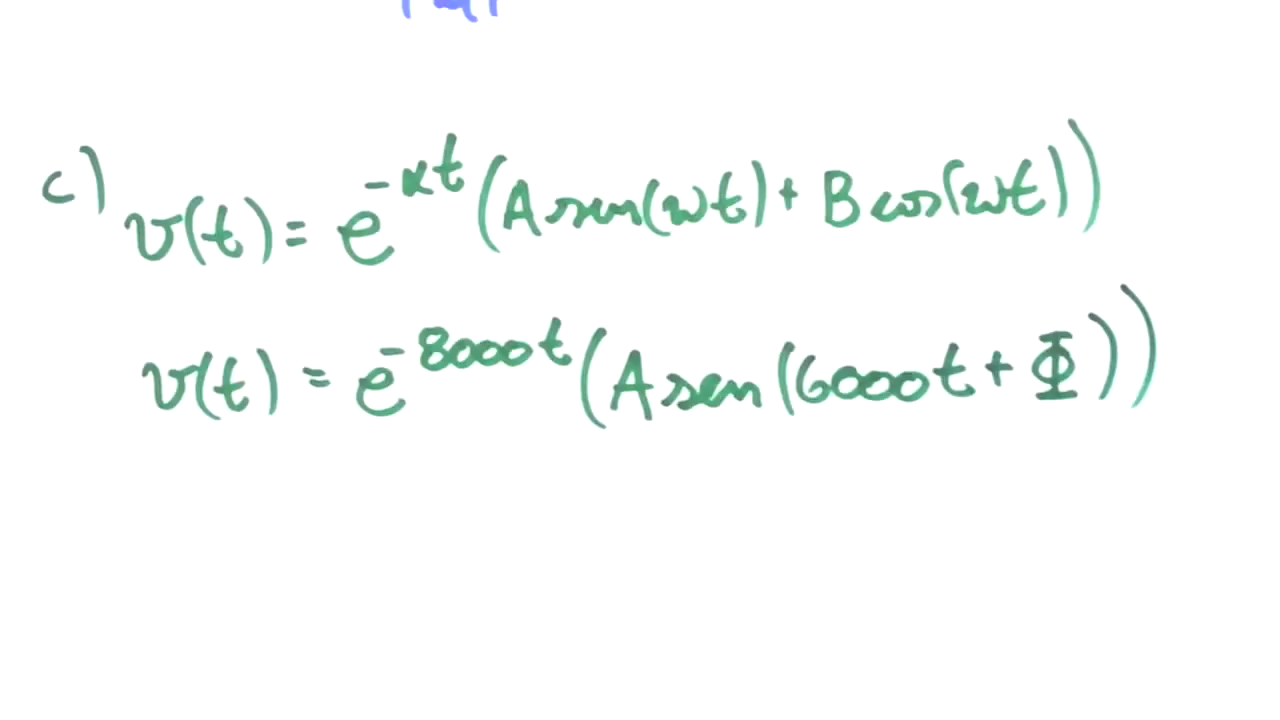 c) v(t) = e^{-αt} (A sen(ωt) + B cos(ωt))
v(t) = e^{-8000t} (A sen(6000t + Φ))